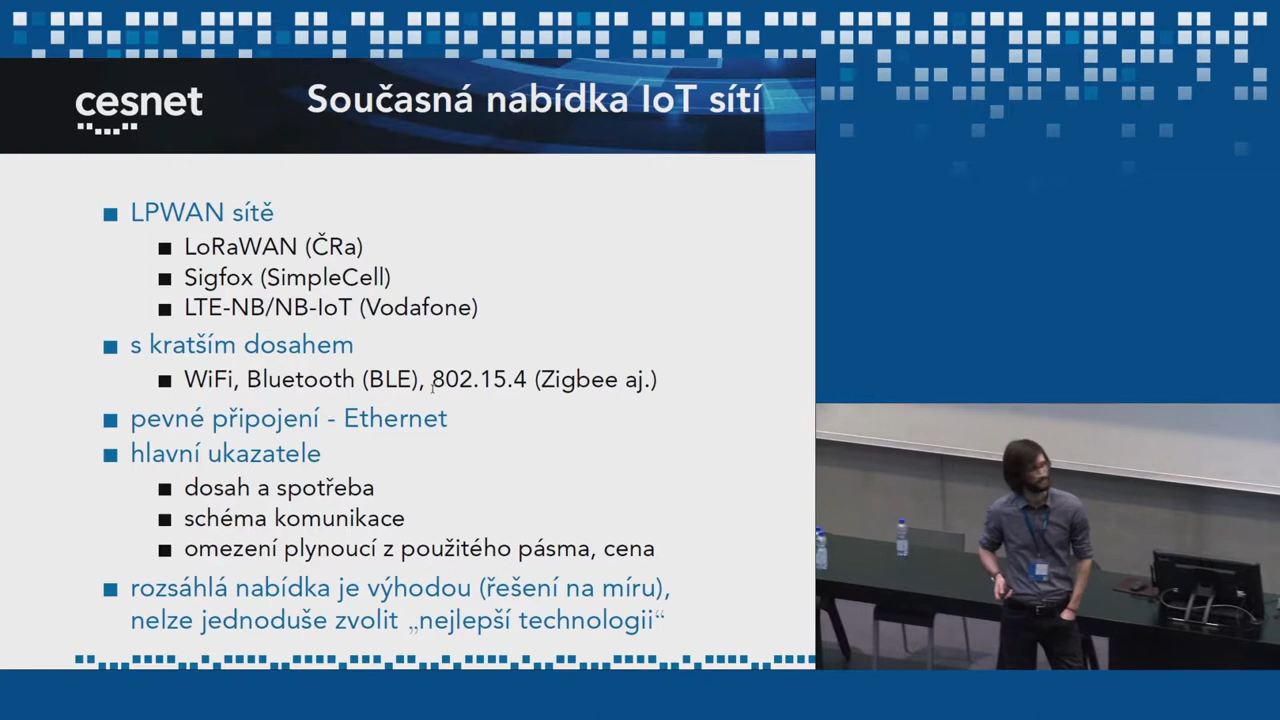 cesnet
Současná nabídka IoT sítí
LPWAN sítě
LoRaWAN (ČRa)
Sigfox (SimpleCell)
LTE-NB/NB-IoT (Vodafone)
s kratším dosahem
WiFi, Bluetooth (BLE), 802.15.4 (Zigbee aj.)
pevné připojení - Ethernet
hlavní ukazatele
dosah a spotřeba
schéma komunikace
omezení plynoucí z použitého pásma, cena
rozsáhlá nabídka je výhodou (řešení na míru),
nelze jednoduše zvolit „nejlepší technologii“